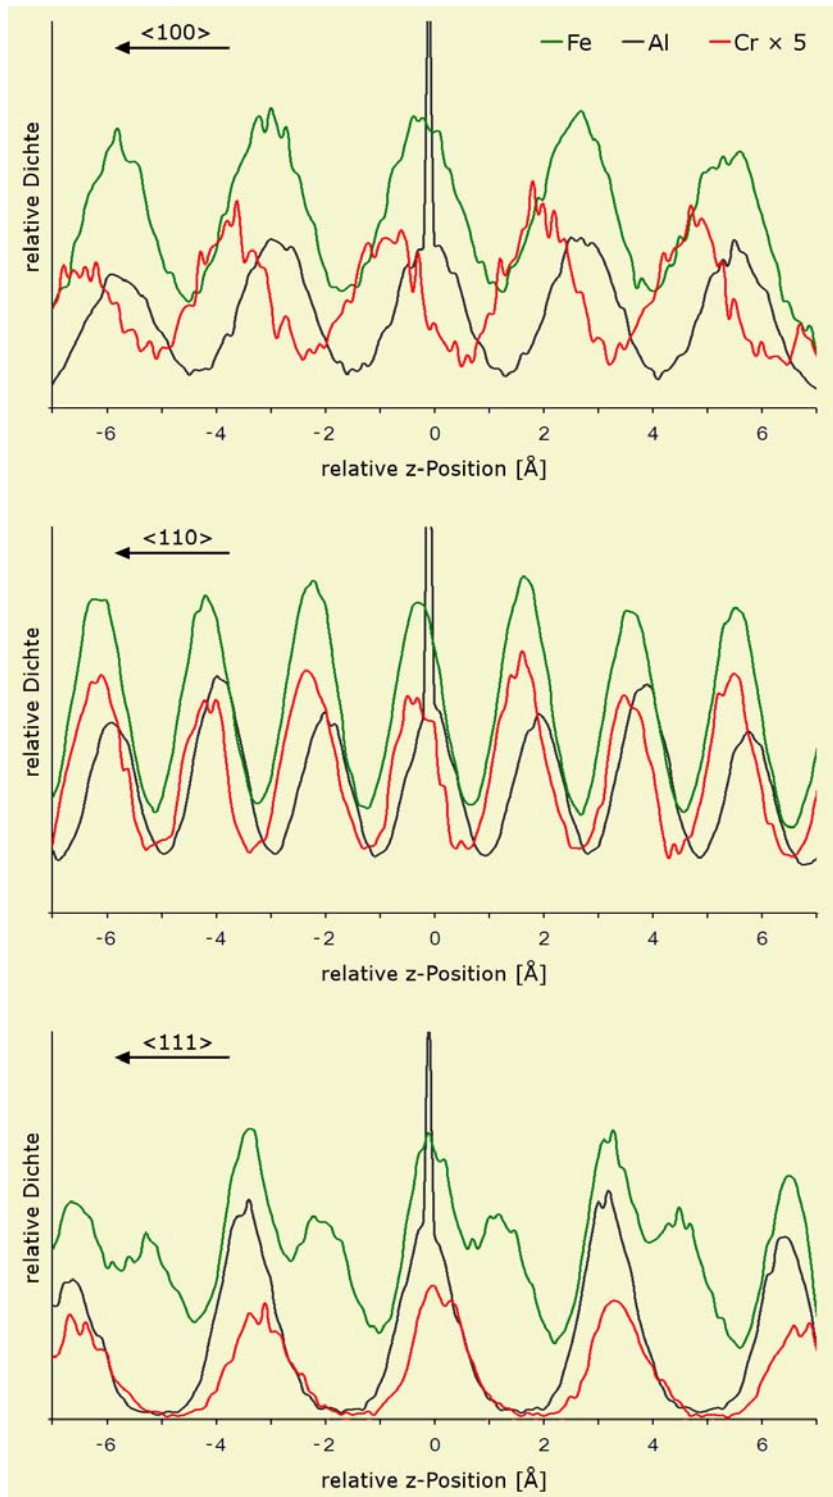 <100>
Fe Al Cr × 5
relative Dichte
-6 -4 -2 0 2 4 6
relative z-Position [Å]
<110>
relative Dichte
-6 -4 -2 0 2 4 6
relative z-Position [Å]
<111>
relative Dichte
-6 -4 -2 0 2 4 6
relative z-Position [Å]